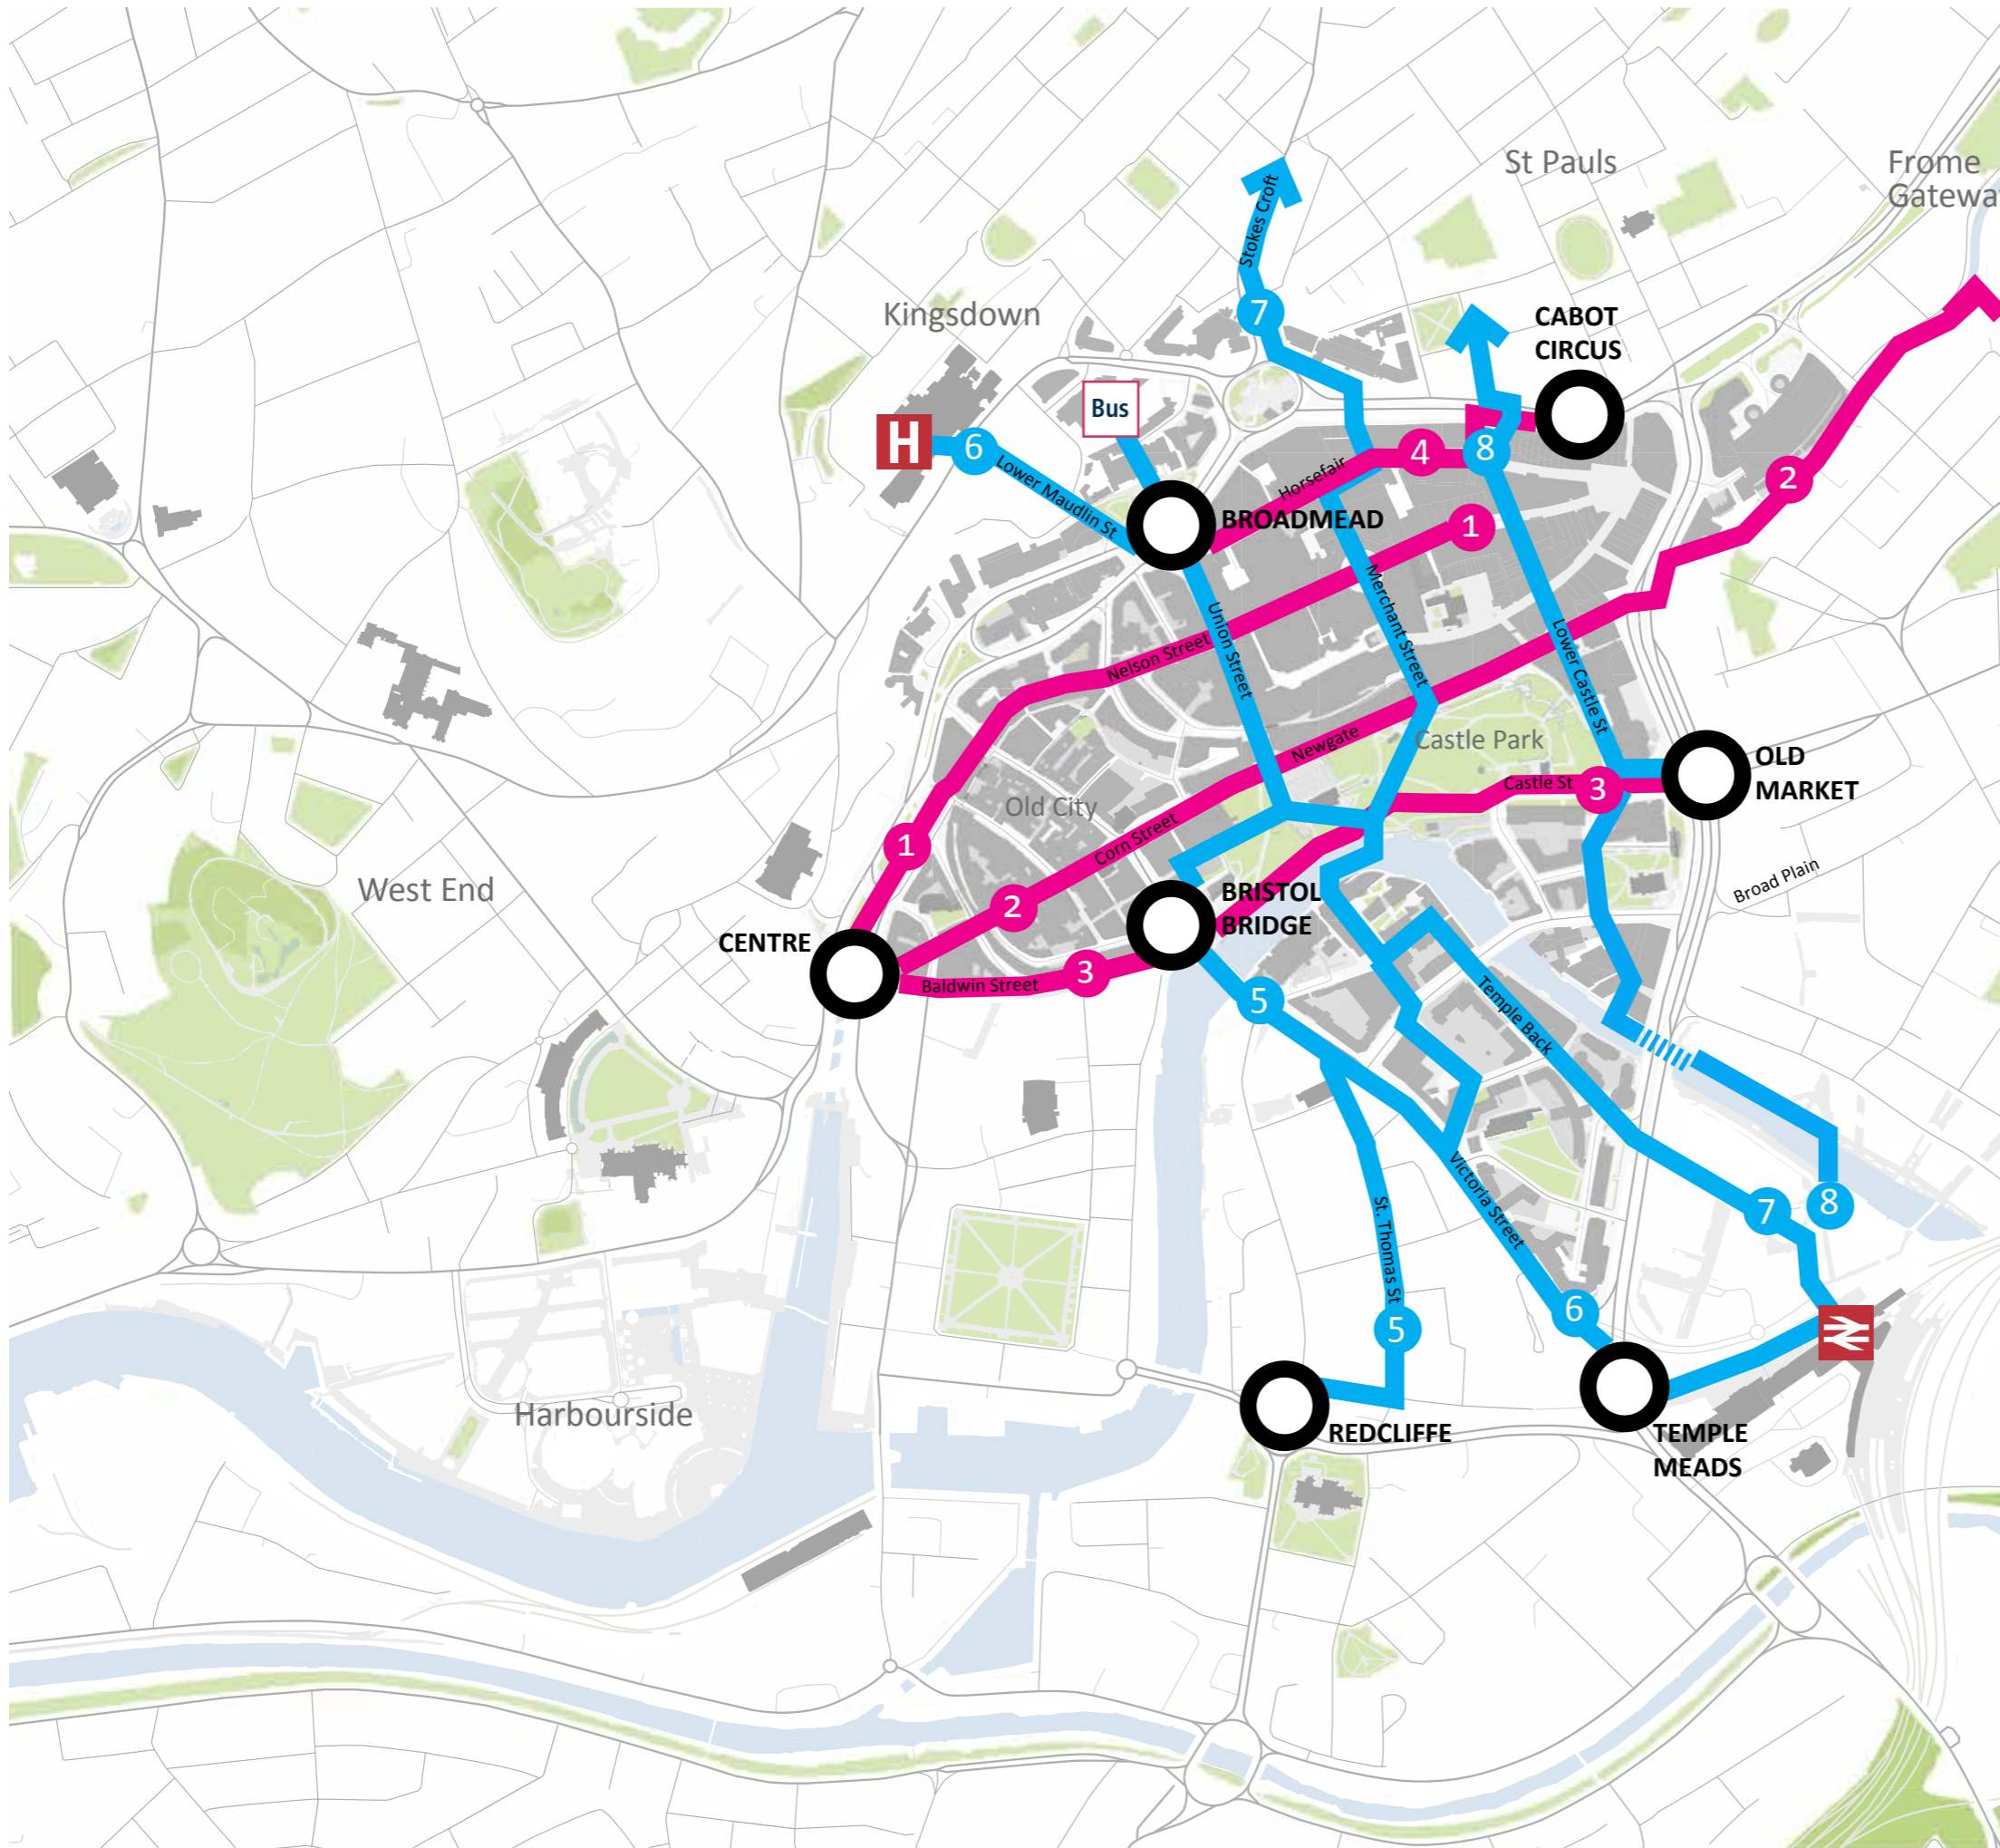 St Pauls
Frome
Gatewa
Stokes Croft
Kingsdown
7
CABOT
CIRCUS
Bus
H
6
Lower Maudlin St
Horsefair
4
8
2
BROADMEAD
1
Union Street
Merchant Street
Nelson Street
Lower Castle St
Newgate
Castle Park
OLD
MARKET
Castle St
3
Old City
1
Corn Street
West End
Broad Plain
2
BRISTOL
BRIDGE
CENTRE
3
Baldwin Street
5
Temple Back
Victoria Street
St. Thomas St
7
8
6
5
Harbourside
REDCLIFFE
TEMPLE
MEADS